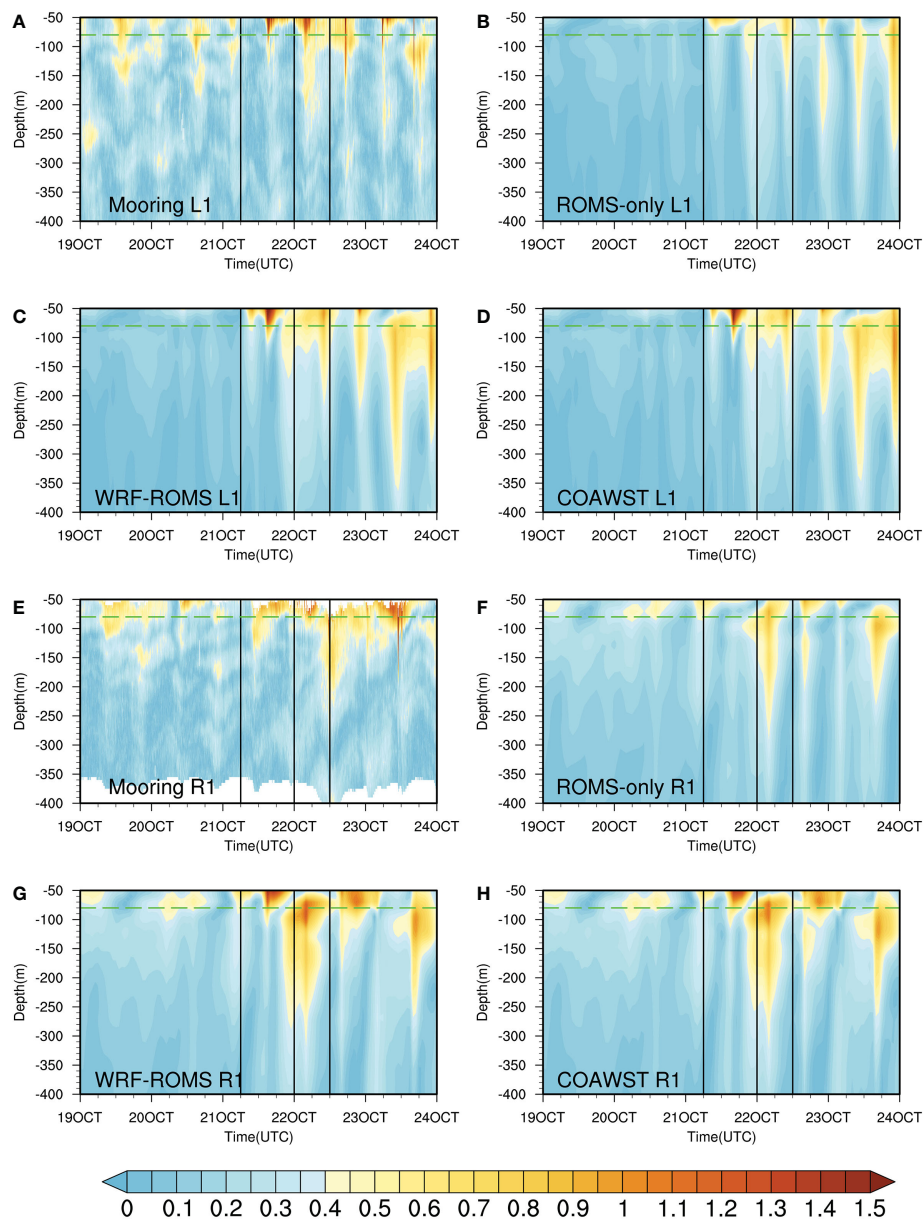 A
-50
-100
-150
-200
-250
-300
-350
-400
Depth(m)
Mooring L1
19OCT 20OCT 21OCT 22OCT 23OCT 24OCT
Time(UTC)
B
-50
-100
-150
-200
-250
-300
-350
-400
Depth(m)
ROMS-only L1
19OCT 20OCT 21OCT 22OCT 23OCT 24OCT
Time(UTC)
C
-50
-100
-150
-200
-250
-300
-350
-400
Depth(m)
WRF-ROMS L1
19OCT 20OCT 21OCT 22OCT 23OCT 24OCT
Time(UTC)
D
-50
-100
-150
-200
-250
-300
-350
-400
Depth(m)
COAWST L1
19OCT 20OCT 21OCT 22OCT 23OCT 24OCT
Time(UTC)
E
-50
-100
-150
-200
-250
-300
-350
-400
Depth(m)
Mooring R1
19OCT 20OCT 21OCT 22OCT 23OCT 24OCT
Time(UTC)
F
-50
-100
-150
-200
-250
-300
-350
-400
Depth(m)
ROMS-only R1
19OCT 20OCT 21OCT 22OCT 23OCT 24OCT
Time(UTC)
G
-50
-100
-150
-200
-250
-300
-350
-400
Depth(m)
WRF-ROMS R1
19OCT 20OCT 21OCT 22OCT 23OCT 24OCT
Time(UTC)
H
-50
-100
-150
-200
-250
-300
-350
-400
Depth(m)
COAWST R1
19OCT 20OCT 21OCT 22OCT 23OCT 24OCT
Time(UTC)
0 0.1 0.2 0.3 0.4 0.5 0.6 0.7 0.8 0.9 1 1.1 1.2 1.3 1.4 1.5